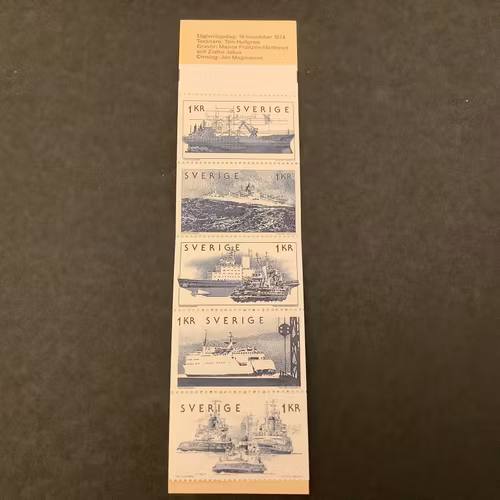 Utgivningsdag: 16 november 1974
Tecknare: Tom Hultgren
Gravör: Majvor Franzén-Matthews
och Zlatko Jakus
Omslag: Jan Magnusson
1 KR SVERIGE
SVERIGE 1 KR
SVERIGE 1 KR
1 KR SVERIGE
SVERIGE 1 KR